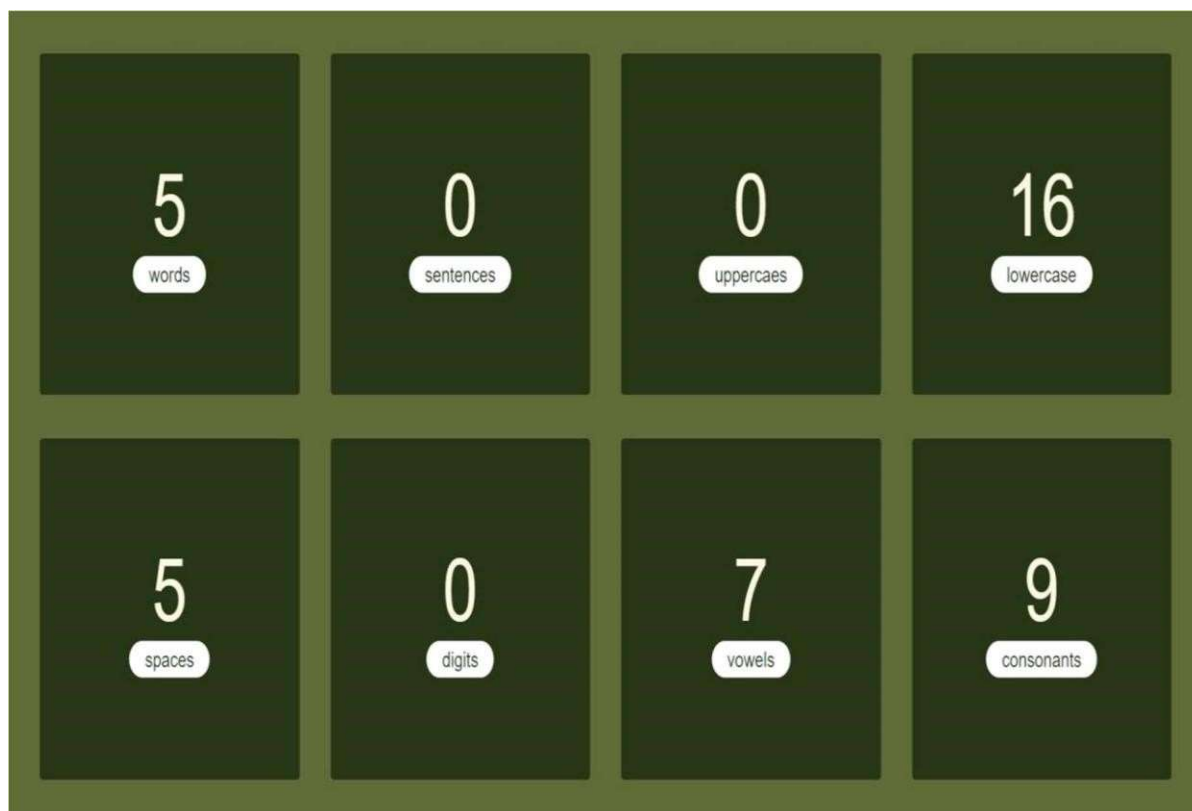 5 0 0 16
words sentences uppercaes lowercase
5 0 7 9
spaces digits vowels consonants